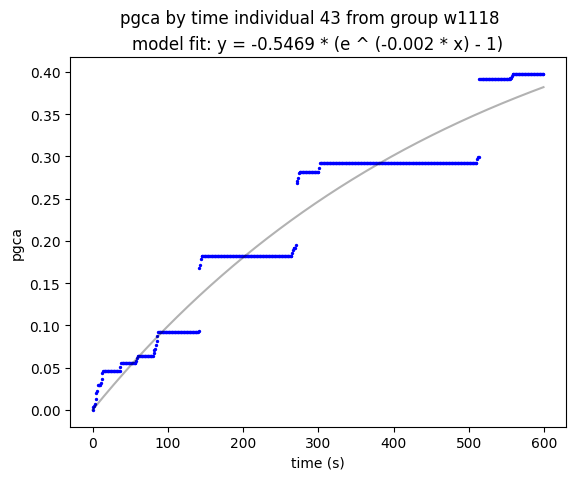 pgca by time individual 43 from group w1118
model fit: y = -0.5469 * (e ^ (-0.002 * x) - 1)
0.40
0.35
0.30
0.25
0.20
0.15
0.10
0.05
0.00
pgca
0 100 200 300 400 500 600
time (s)